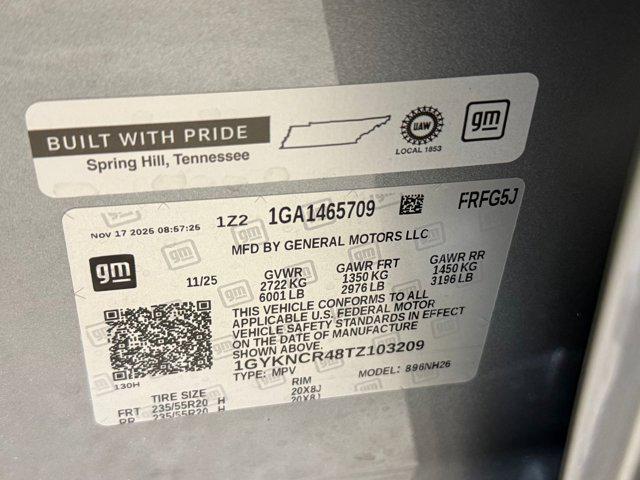 BUILT WITH PRIDE
Spring Hill, Tennessee
UAW
LOCAL 1853
gm
Nov 17 2025 08:57:25 1Z2 1GA1465709 FRFG5J
MFD BY GENERAL MOTORS LLC
gm
11/25
GVWR GAWR FRT GAWR RR
2722 KG 1350 KG 1450 KG
6001 LB 2976 LB 3196 LB
THIS VEHICLE CONFORMS TO ALL
APPLICABLE U.S. FEDERAL MOTOR
VEHICLE SAFETY STANDARDS IN EFFECT
ON THE DATE OF MANUFACTURE
SHOWN ABOVE.
1GYKNCR48TZ103209
TYPE: MPV MODEL: 896NH26
130H
TIRE SIZE RIM
FRT 235/55R20 H 20X8J
RR 235/55R20 H 20X8J